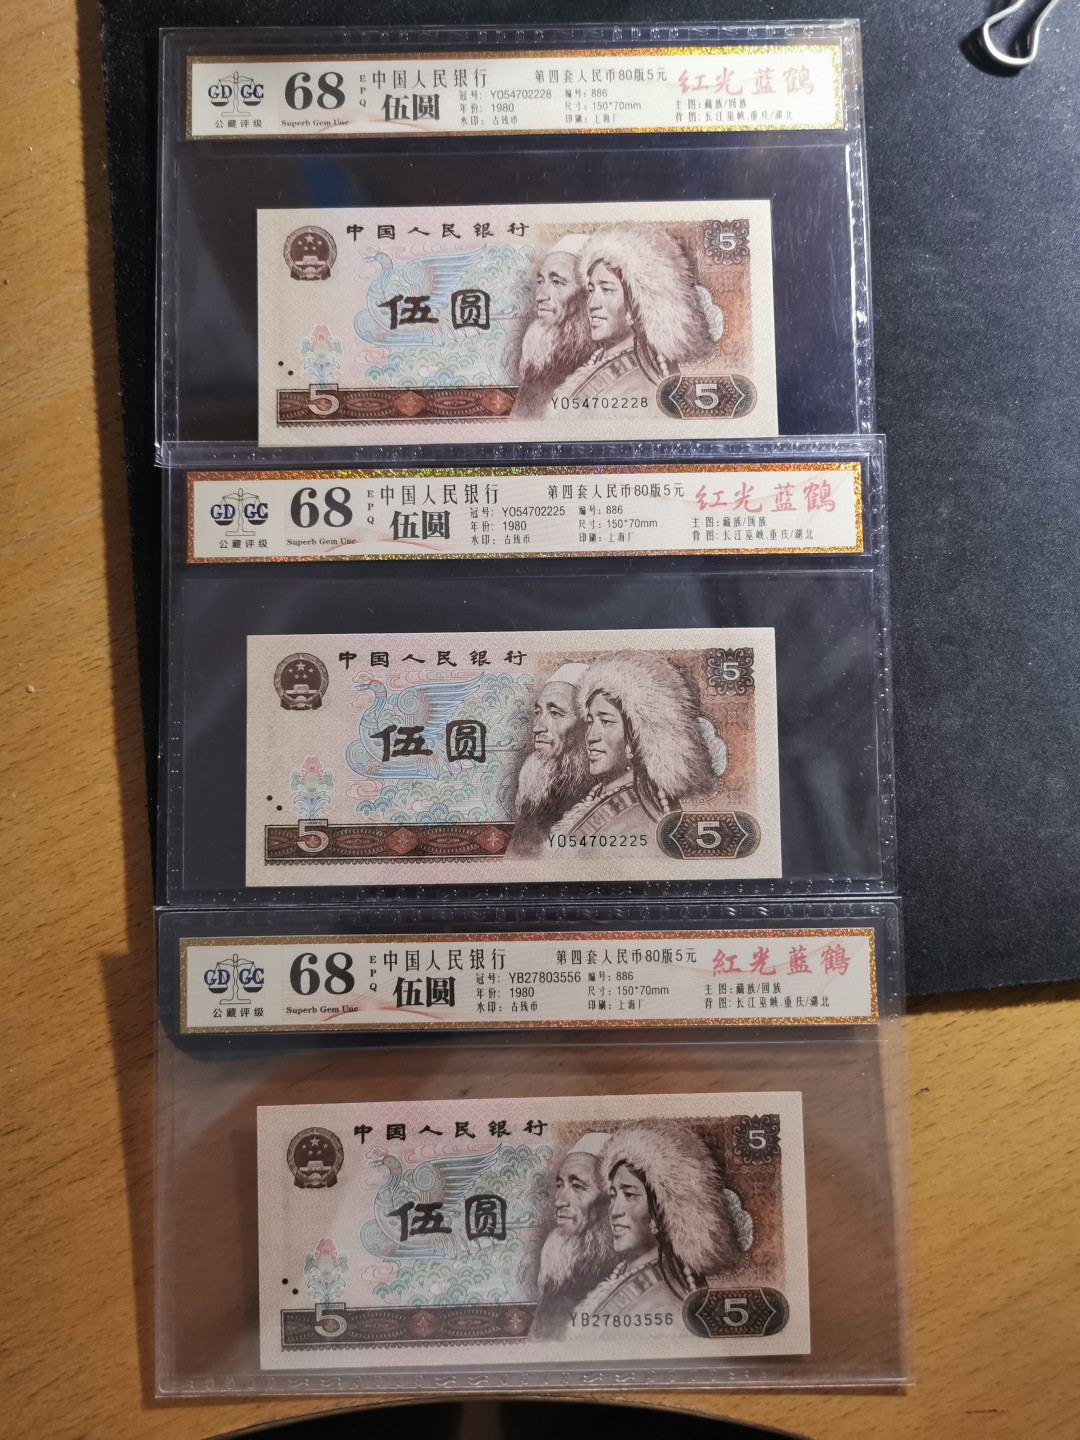 GD GC
公藏评级
68
EPQ
Superb Gem Unc
中国人民银行
伍圆
第四套人民币80版5元
冠号: YO54702228 编号: 886
年份: 1980 尺寸: 150*70mm
水印: 古钱币 印刷: 上海厂
红光蓝鹤
主图: 藏族/回族
背图: 长江巫峡.重庆/湖北
中国人民银行
5
伍圆
5
YO54702228
5
GD GC
公藏评级
68
EPQ
Superb Gem Unc
中国人民银行
伍圆
第四套人民币80版5元
冠号: YO54702225 编号: 886
年份: 1980 尺寸: 150*70mm
水印: 古钱币 印刷: 上海厂
红光蓝鹤
主图: 藏族/回族
背图: 长江巫峡.重庆/湖北
中国人民银行
5
伍圆
5
YO54702225
5
GD GC
公藏评级
68
EPQ
Superb Gem Unc
中国人民银行
伍圆
第四套人民币80版5元
冠号: YB27803556 编号: 886
年份: 1980 尺寸: 150*70mm
水印: 古钱币 印刷: 上海厂
紅光藍鶴
主图: 藏族/回族
背图: 长江巫峡.重庆/湖北
中国人民银行
5
伍圆
5
YB27803556
5